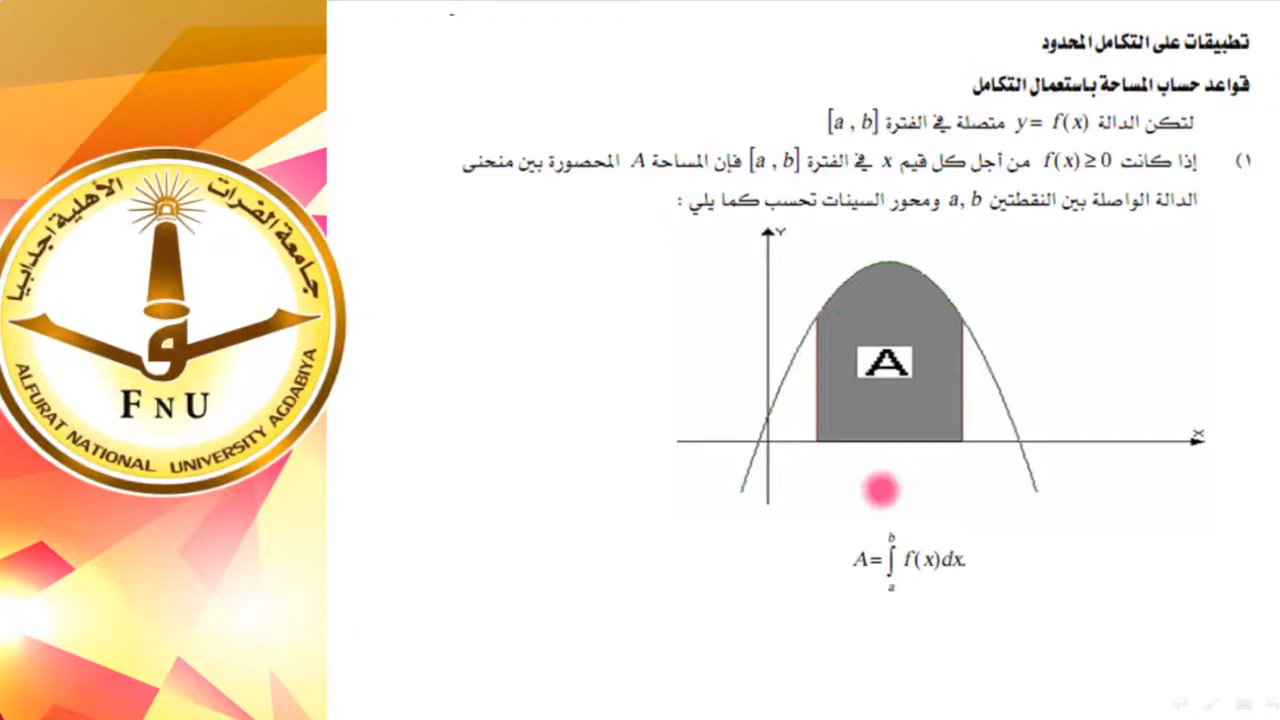 جامعة الفرات الأهلية اجدابيا
F N U
ALFURAT NATIONAL UNIVERSITY AGDABIYA
تطبيقات على التكامل المحدود
قواعد حساب المساحة باستعمال التكامل
لتكن الدالة y = f(x) متصلة في الفترة [a , b]
١) إذا كانت f(x) ≥ 0 من أجل كل قيم x في الفترة [a , b] فإن المساحة A المحصورة بين منحنى
الدالة الواصلة بين النقطتين a, b ومحور السينات تحسب كما يلي :
Y
A
X
A = ∫_a^b f(x)dx.